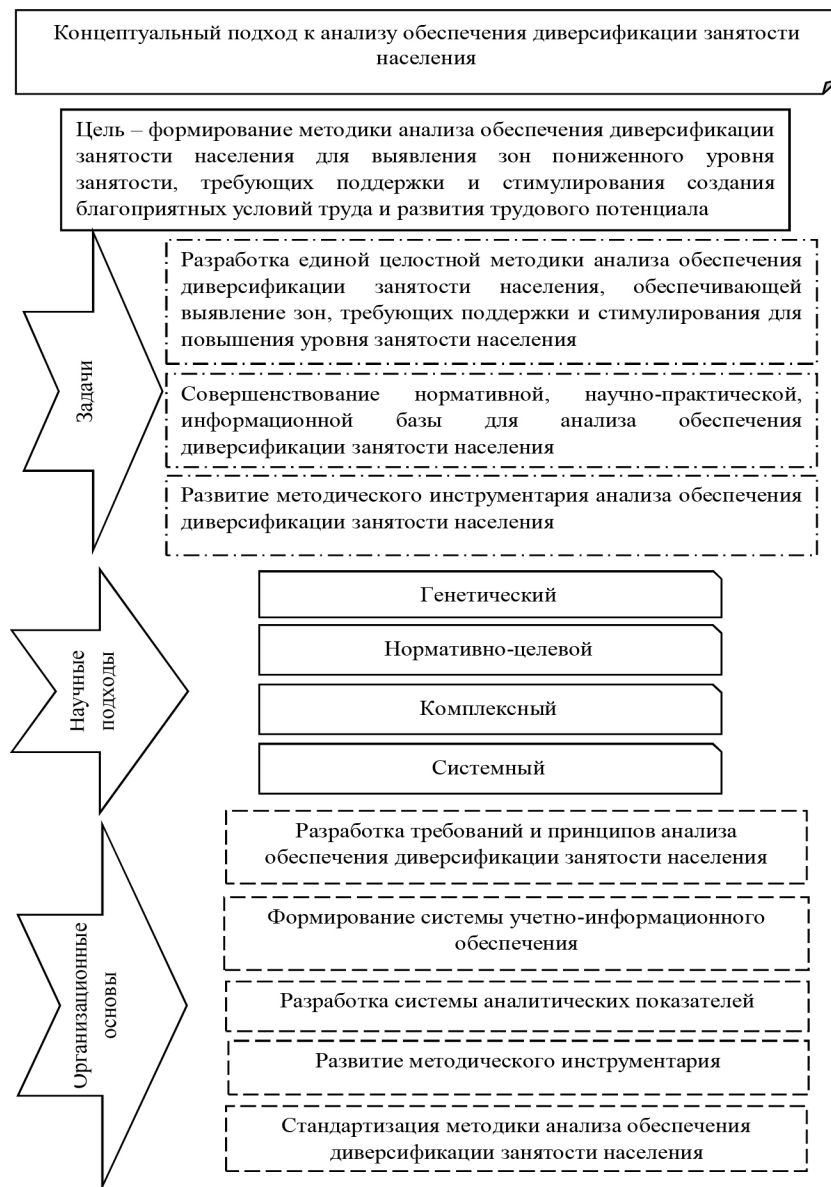 Концептуальный подход к анализу обеспечения диверсификации занятости
населения
Цель – формирование методики анализа обеспечения диверсификации
занятости населения для выявления зон пониженного уровня
занятости, требующих поддержки и стимулирования создания
благоприятных условий труда и развития трудового потенциала
Задачи
Разработка единой целостной методики анализа обеспечения
диверсификации занятости населения, обеспечивающей
выявление зон, требующих поддержки и стимулирования для
повышения уровня занятости населения
Совершенствование нормативной, научно-практической,
информационной базы для анализа обеспечения
диверсификации занятости населения
Развитие методического инструментария анализа обеспечения
диверсификации занятости населения
Научные
подходы
Генетический
Нормативно-целевой
Комплексный
Системный
Организационные
основы
Разработка требований и принципов анализа
обеспечения диверсификации занятости населения
Формирование системы учетно-информационного
обеспечения
Разработка системы аналитических показателей
Развитие методического инструментария
Стандартизация методики анализа обеспечения
диверсификации занятости населения